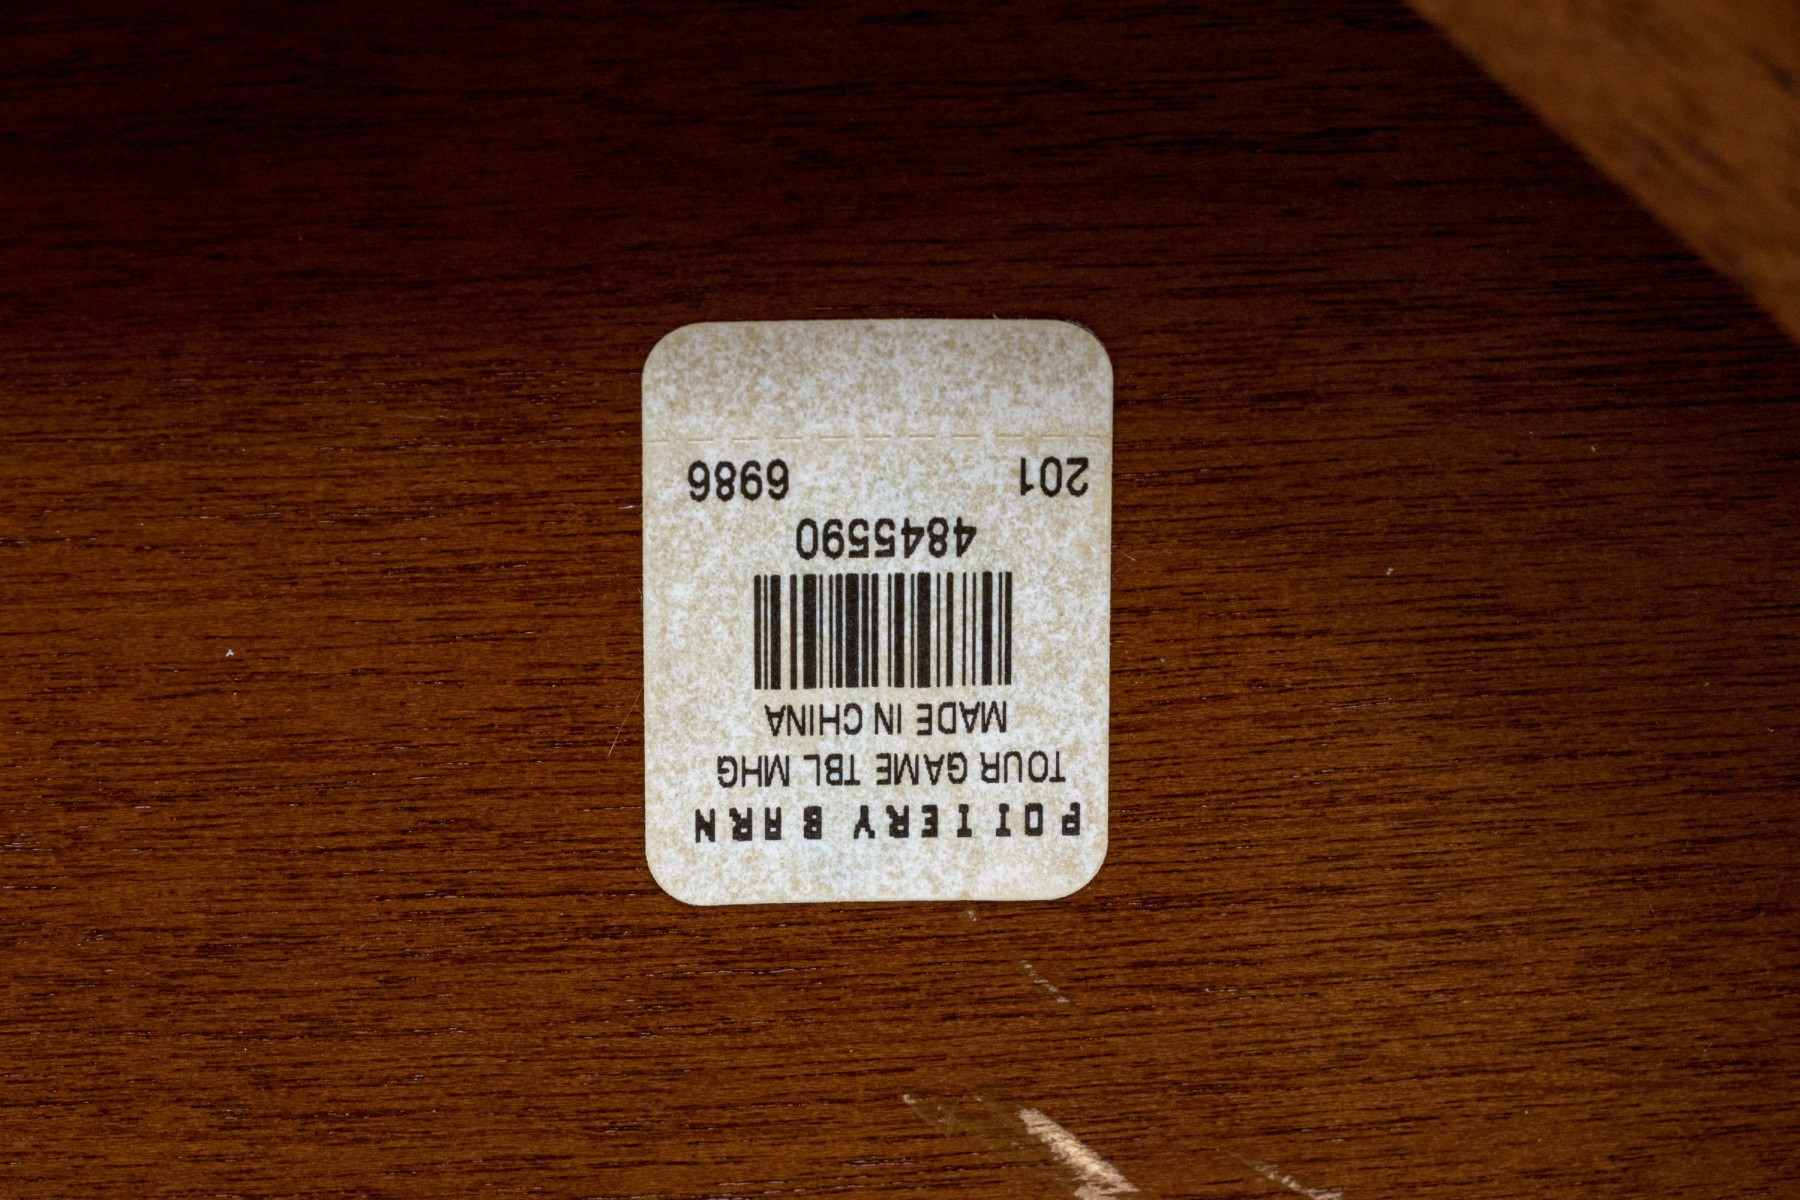 POTTERY BARN
TOUR GAME TBL MHG
MADE IN CHINA
4845590
201 6986